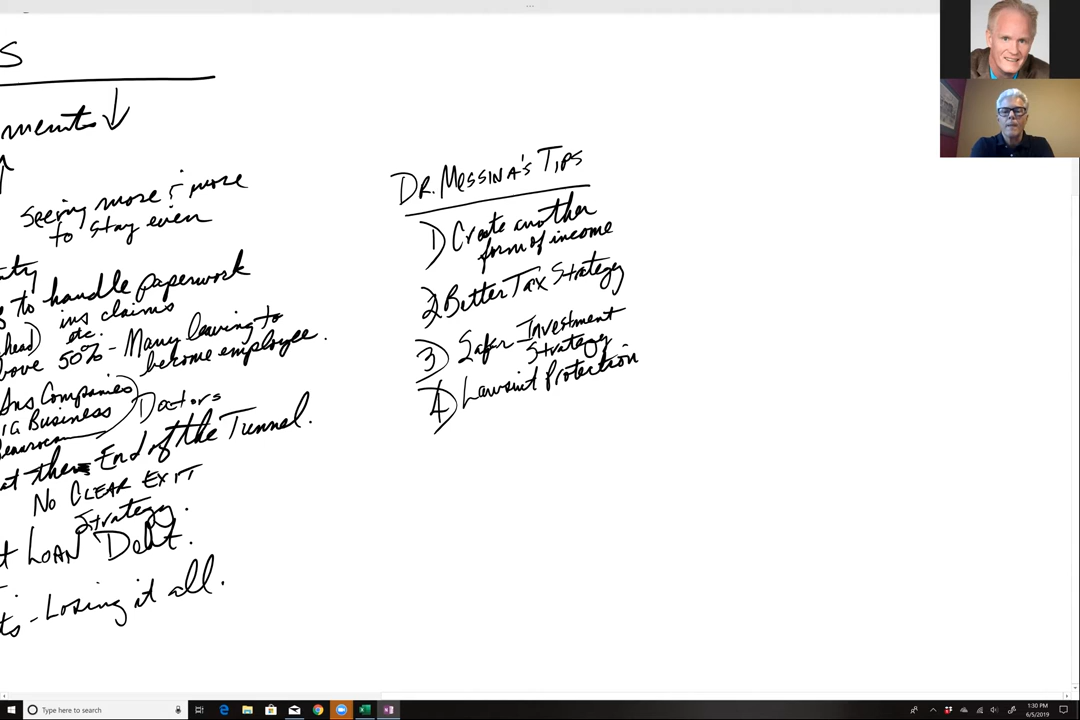 S
ments ↓
↑
Seeing more & more
to stay even
to handle paperwork
ins claims
etc.
head)
50% - Many leaving to
become employee.
Ins Companies
Business
Doctors
at the End of the Tunnel.
No CLEAR EXIT
Strategy.
LOAN Debt.
- Losing it all.
DR. MESSINA'S TIPS
1) Create another
form of income
2) Better Tax Strategy
3) Safer Investment
Strategy
4) Lawsuit Protection
Type here to search
1:30 PM
6/5/2019